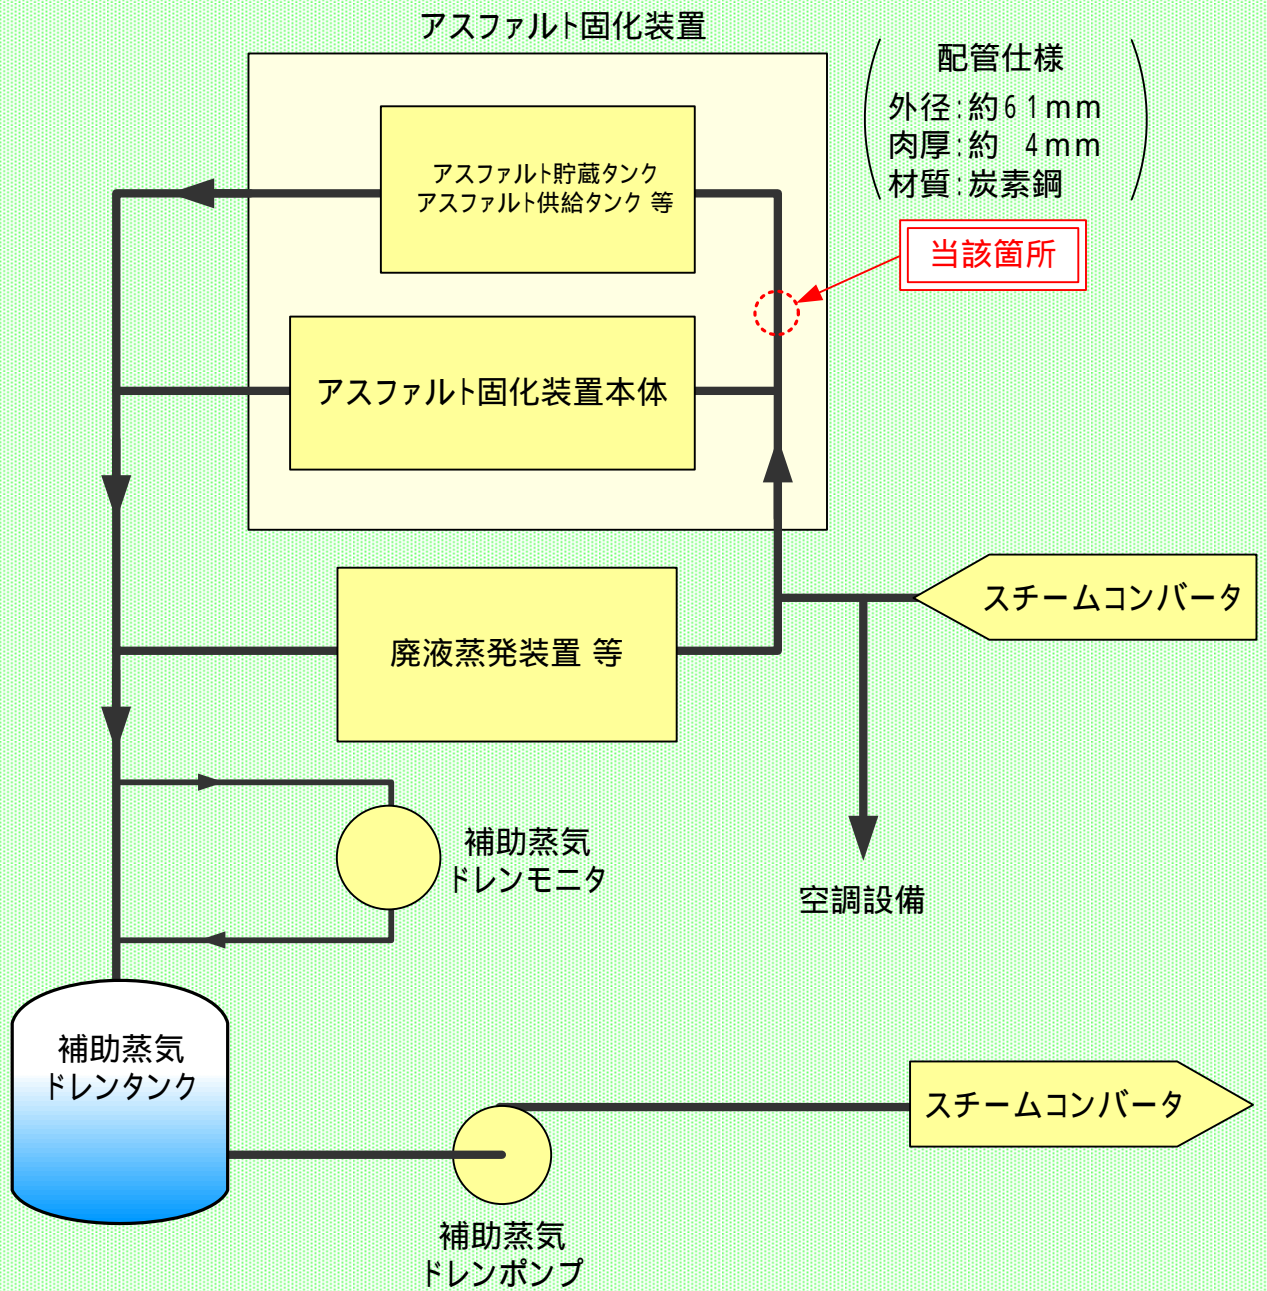 アスファルト固化装置
配管仕様
外径:約61mm
肉厚:約 4mm
材質:炭素鋼
アスファルト貯蔵タンク
アスファルト供給タンク 等
当該箇所
アスファルト固化装置本体
スチームコンバータ
廃液蒸発装置 等
補助蒸気
ドレンモニタ
空調設備
補助蒸気
ドレンタンク
スチームコンバータ
補助蒸気
ドレンポンプ